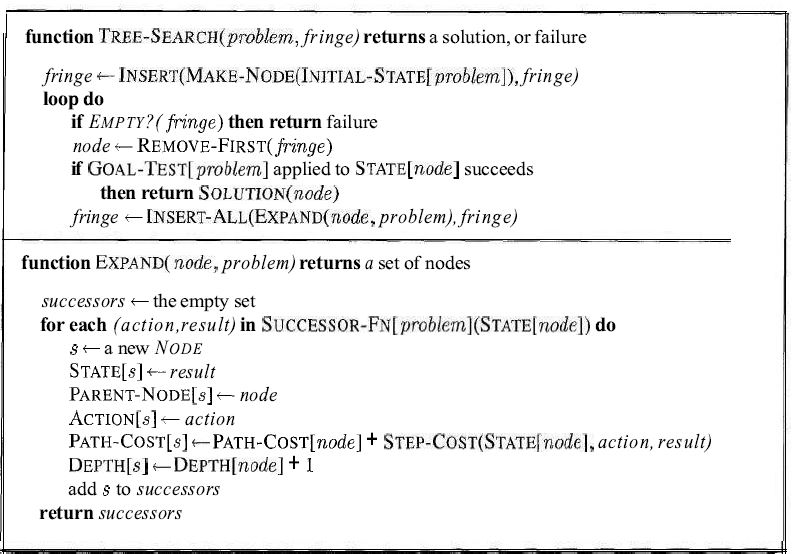 function TREE-SEARCH(problem, fringe) returns a solution, or failure
fringe ← INSERT(MAKE-NODE(INITIAL-STATE[problem]), fringe)
loop do
if EMPTY?(fringe) then return failure
node ← REMOVE-FIRST(fringe)
if GOAL-TEST[problem] applied to STATE[node] succeeds
then return SOLUTION(node)
fringe ← INSERT-ALL(EXPAND(node, problem), fringe)
function EXPAND(node, problem) returns a set of nodes
successors ← the empty set
for each (action, result) in SUCCESSOR-FN[problem](STATE[node]) do
s ← a new NODE
STATE[s] ← result
PARENT-NODE[s] ← node
ACTION[s] ← action
PATH-COST[s] ← PATH-COST[node] + STEP-COST(STATE[node], action, result)
DEPTH[s] ← DEPTH[node] + 1
add s to successors
return successors